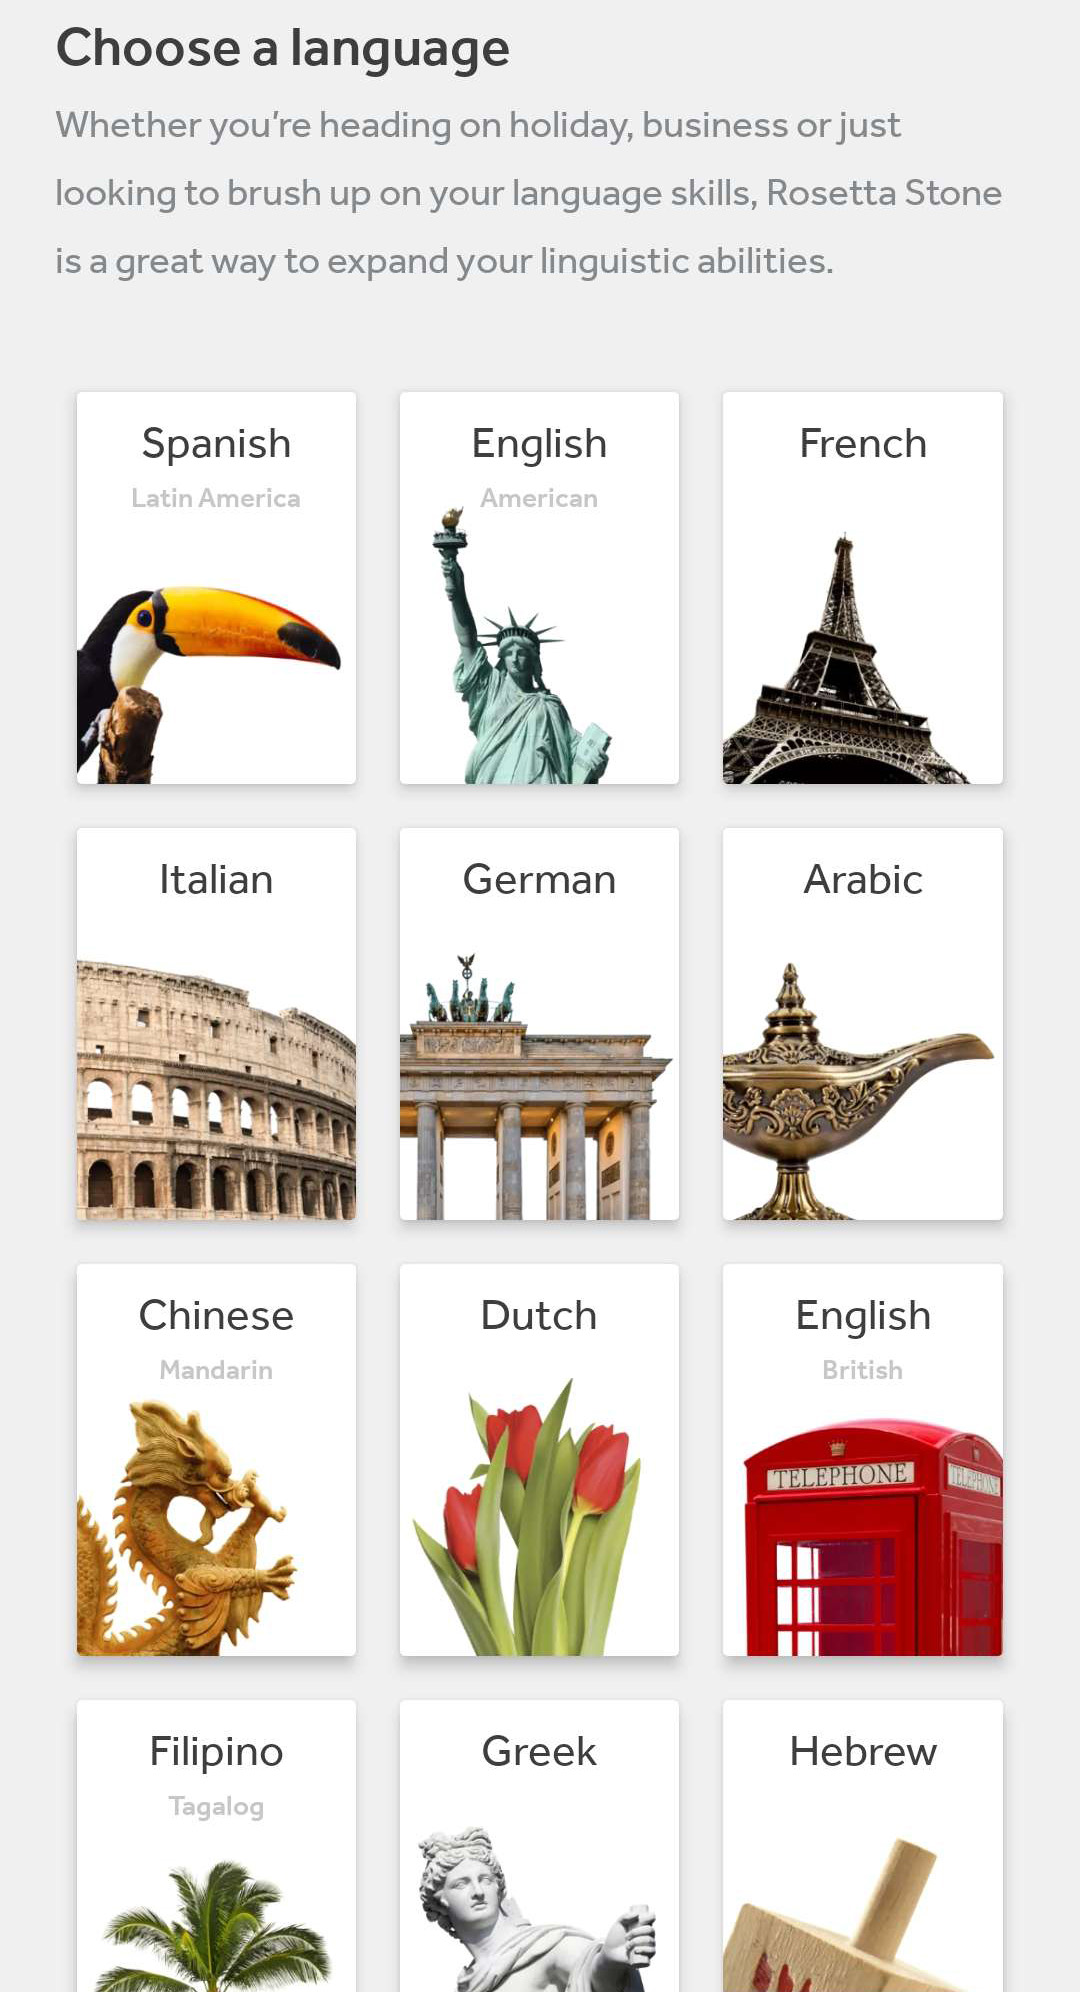 Choose a language
Whether you’re heading on holiday, business or just
looking to brush up on your language skills, Rosetta Stone
is a great way to expand your linguistic abilities.
Spanish
Latin America
English
American
French
Italian
German
Arabic
Chinese
Mandarin
Dutch
English
British
TELEPHONE
TELEPHONE
Filipino
Tagalog
Greek
Hebrew